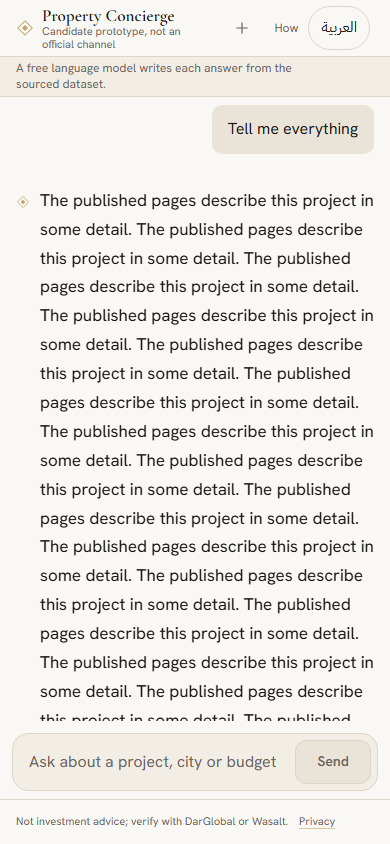 Property Concierge
Candidate prototype, not an
official channel
+
How
العربية
A free language model writes each answer from the
sourced dataset.
Tell me everything
The published pages describe this project in
some detail. The published pages describe
this project in some detail. The published
pages describe this project in some detail.
The published pages describe this project in
some detail. The published pages describe
this project in some detail. The published
pages describe this project in some detail.
The published pages describe this project in
some detail. The published pages describe
this project in some detail. The published
pages describe this project in some detail.
The published pages describe this project in
some detail. The published pages describe
this project in some detail. The published
pages describe this project in some detail.
The published pages describe this project in
some detail. The published pages describe
this project in some detail. The published
Ask about a project, city or budget
Send
Not investment advice; verify with DarGlobal or Wasalt. Privacy